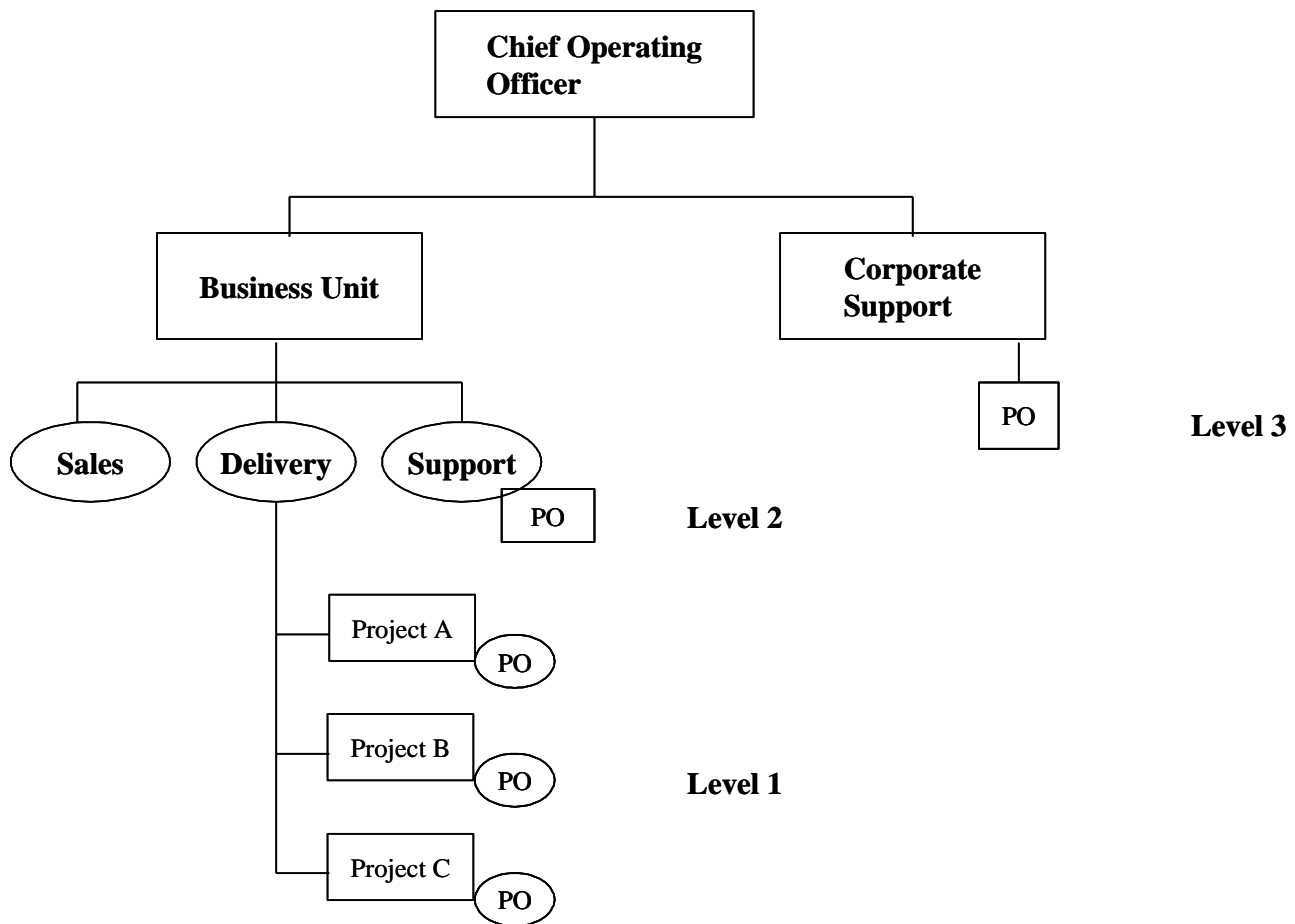 Chief Operating
Officer
Business Unit
Corporate
Support
PO
Level 3
Sales
Delivery
Support
PO
Level 2
Project A
PO
Project B
PO
Level 1
Project C
PO